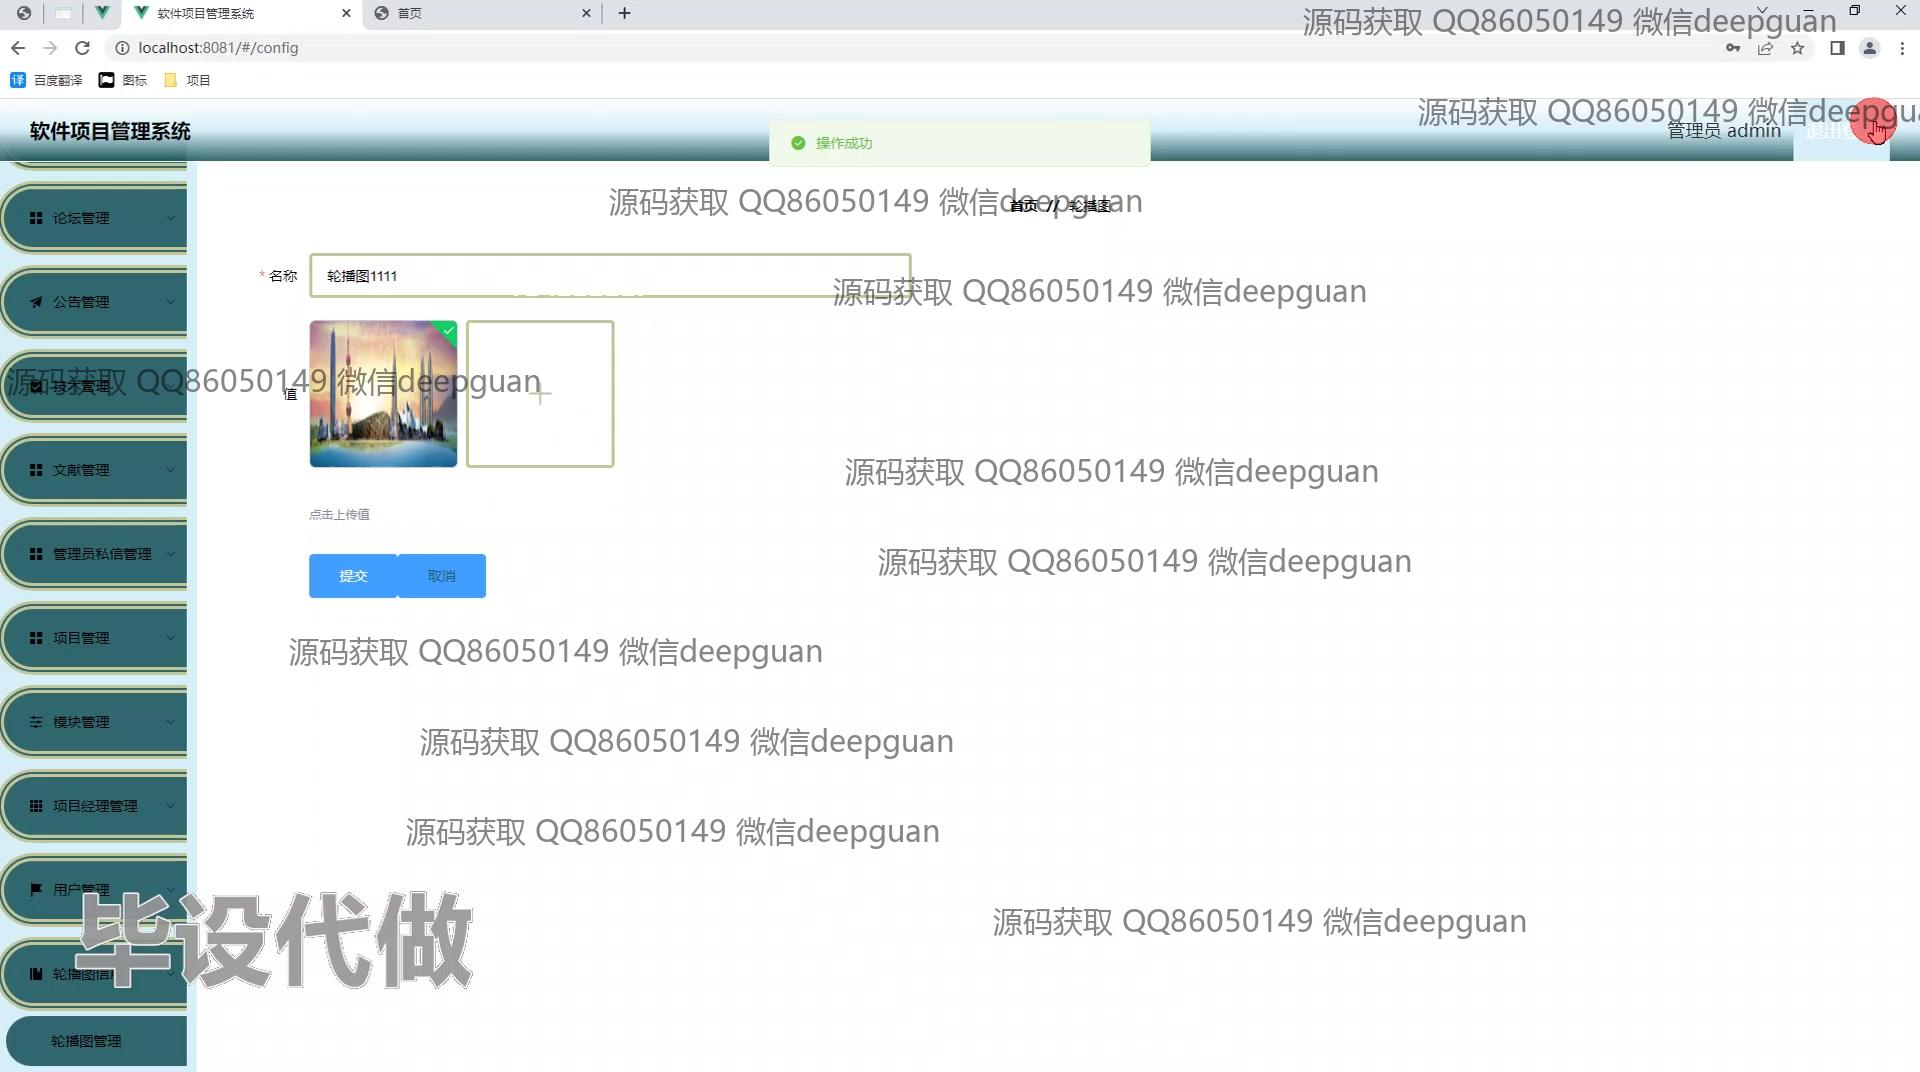 软件项目管理系统
首页
源码获取 QQ86050149 微信deepguan
localhost:8081/#/config
百度翻译
图标
项目
软件项目管理系统
操作成功
源码获取 QQ86050149 微信deepgu
管理员 admin
源码获取 QQ86050149 微信deepguan
首页 // 轮播图
论坛管理
* 名称
轮播图1111
源码获取 QQ86050149 微信deepguan
公告管理
源码获取 QQ86050149 微信deepguan
技术管理
值
文献管理
源码获取 QQ86050149 微信deepguan
点击上传值
管理员私信管理
源码获取 QQ86050149 微信deepguan
提交
取消
项目管理
源码获取 QQ86050149 微信deepguan
模块管理
源码获取 QQ86050149 微信deepguan
项目经理管理
源码获取 QQ86050149 微信deepguan
用户管理
毕设代做
源码获取 QQ86050149 微信deepguan
轮播图信
轮播图管理